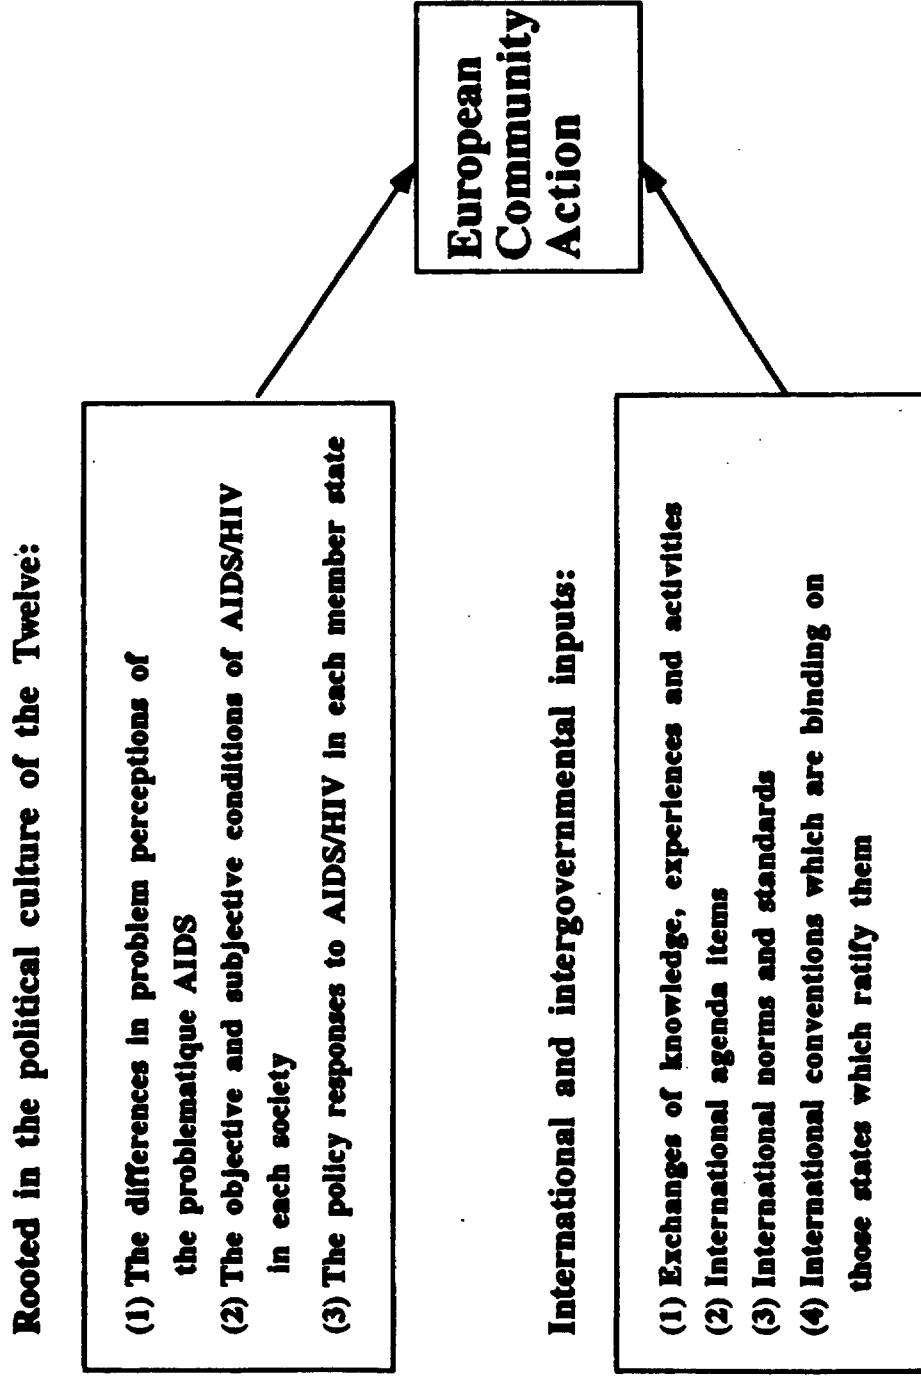 Rooted in the political culture of the Twelve:
(1) The differences in problem perceptions of
the problematique AIDS
(2) The objective and subjective conditions of AIDS/HIV
in each society
(3) The policy responses to AIDS/HIV in each member state
International and intergovernmental inputs:
(1) Exchanges of knowledge, experiences and activities
(2) International agenda items
(3) International norms and standards
(4) International conventions which are binding on
those states which ratify them
European
Community
Action